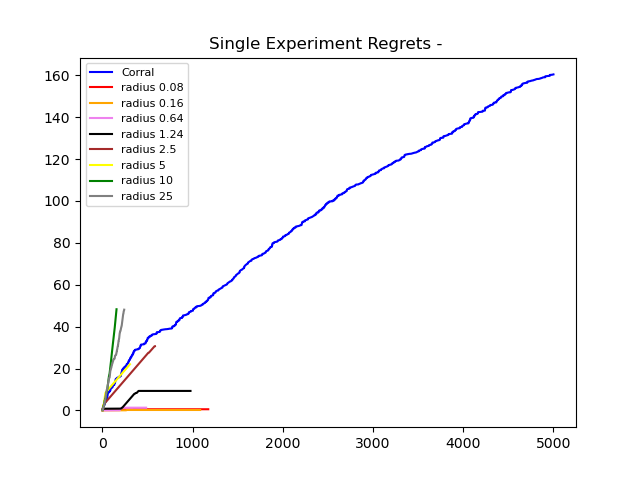 Single Experiment Regrets -
160
140
120
100
80
60
40
20
0
Corral
radius 0.08
radius 0.16
radius 0.64
radius 1.24
radius 2.5
radius 5
radius 10
radius 25
0 1000 2000 3000 4000 5000